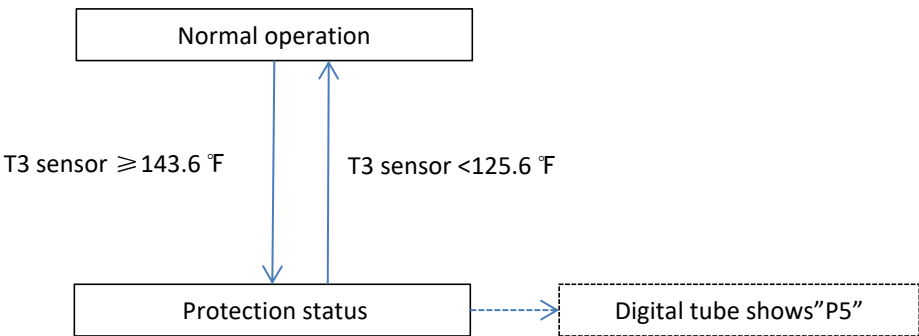 Normal operation
T3 sensor ≥143.6 ℉
T3 sensor <125.6 ℉
Protection status
Digital tube shows”P5”